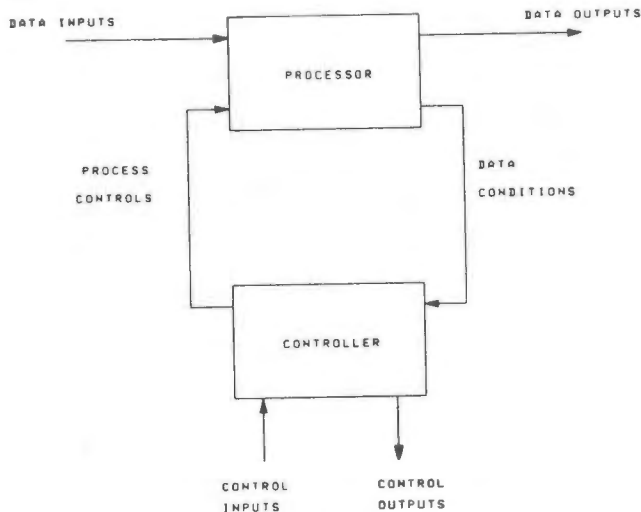 DATA INPUTS
DATA OUTPUTS
PROCESSOR
PROCESS
CONTROLS
DATA
CONDITIONS
CONTROLLER
CONTROL
INPUTS
CONTROL
OUTPUTS